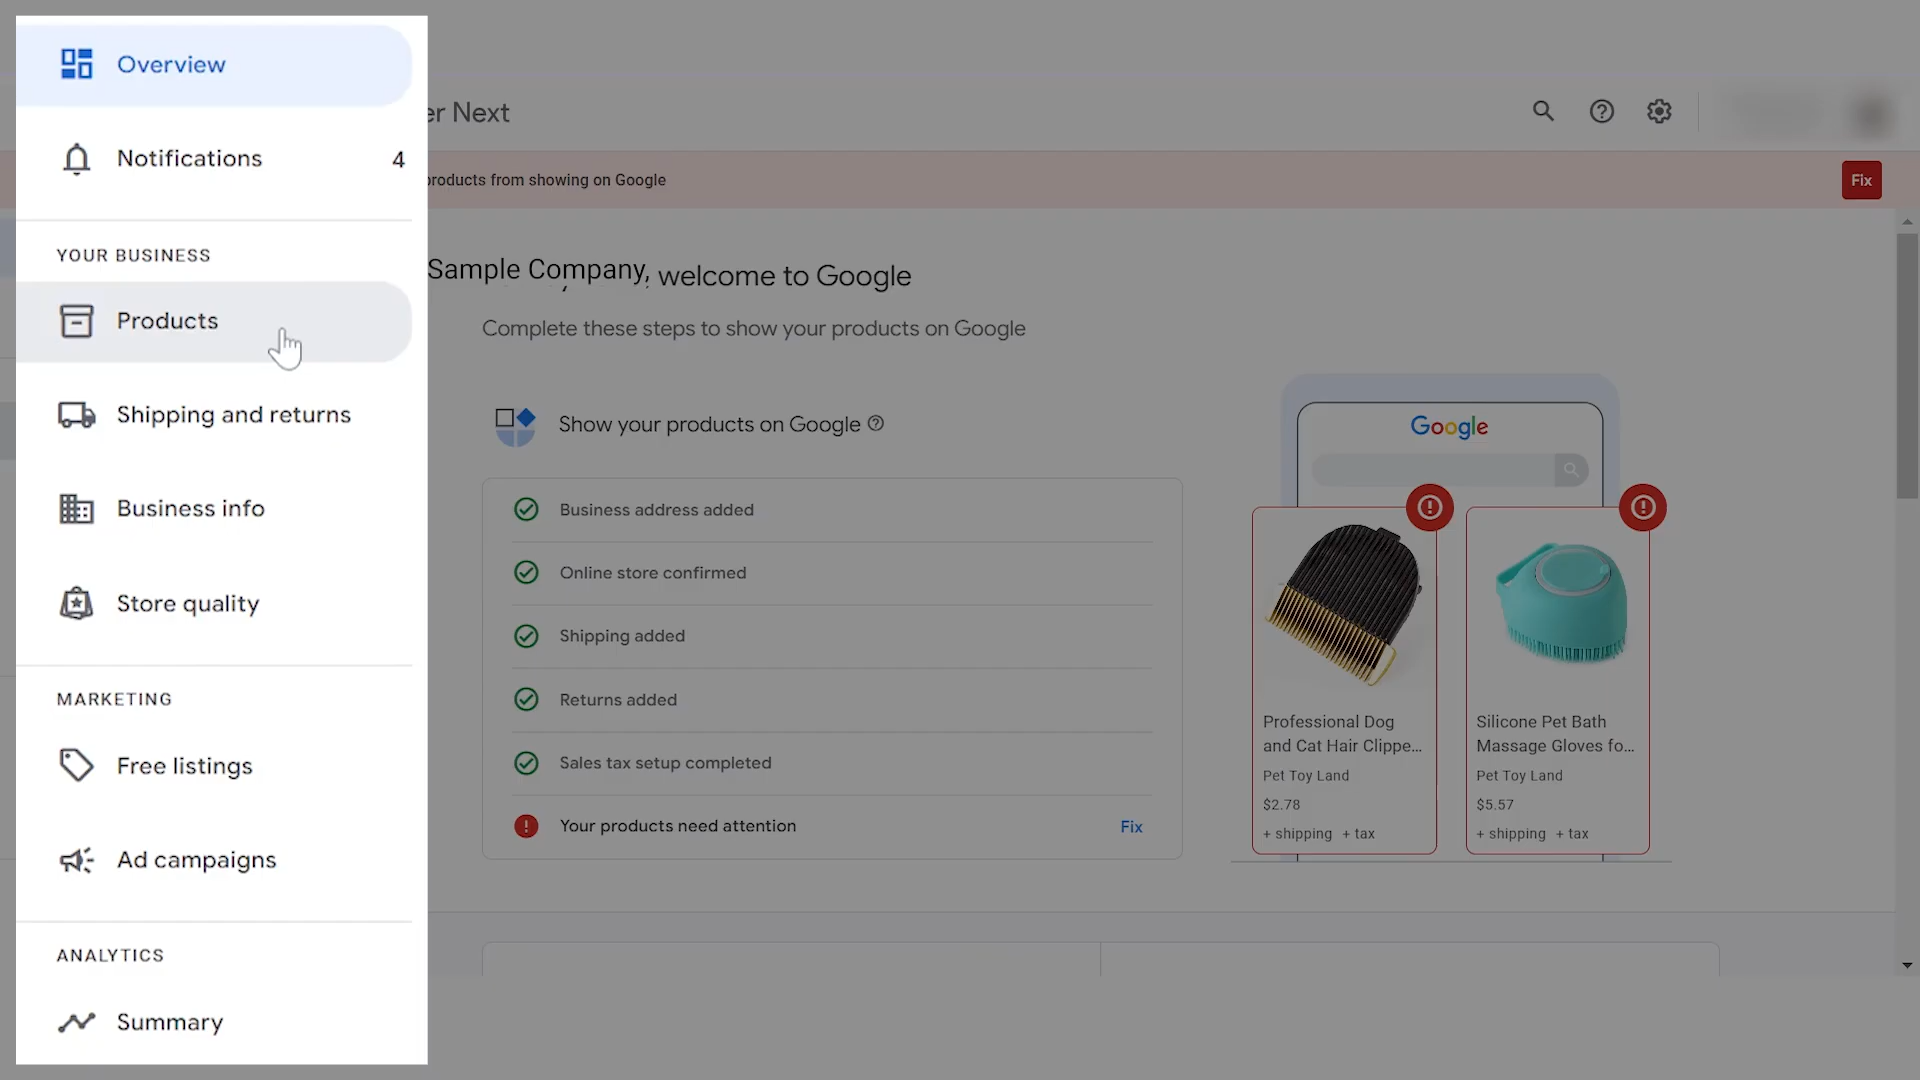 Overview
Notifications 4
YOUR BUSINESS
Products
Shipping and returns
Business info
Store quality
MARKETING
Free listings
Ad campaigns
ANALYTICS
Summary
er Next
products from showing on Google
Fix
Sample Company, welcome to Google
Complete these steps to show your products on Google
Show your products on Google
Business address added
Online store confirmed
Shipping added
Returns added
Sales tax setup completed
Your products need attention Fix
Google
Professional Dog
and Cat Hair Clippe...
Pet Toy Land
$2.78
+ shipping + tax
Silicone Pet Bath
Massage Gloves fo...
Pet Toy Land
$5.57
+ shipping + tax